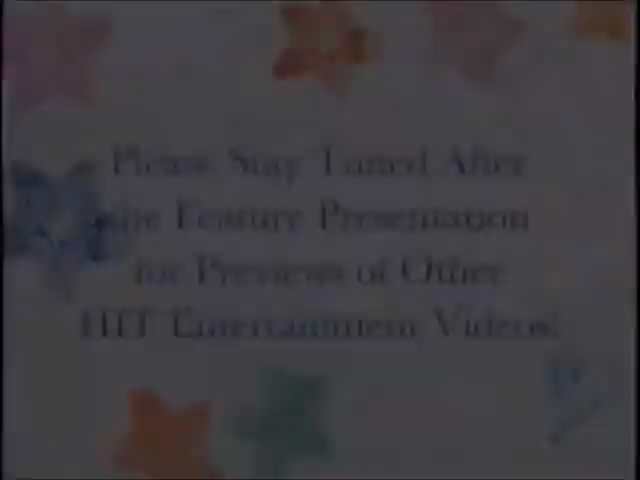 Please Stay Tuned After
the Feature Presentation
for Previews of Other
HIT Entertainment Videos!